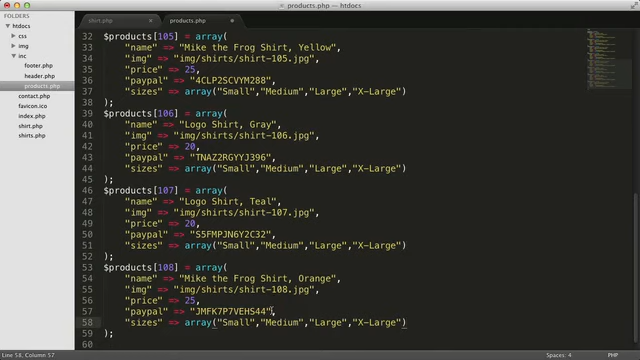 products.php — htdocs
FOLDERS
htdocs
css
img
inc
footer.php
header.php
products.php
contact.php
favicon.ico
index.php
shirt.php
shirts.php
shirt.php
products.php
32 $products[105] = array(
33 "name" => "Mike the Frog Shirt, Yellow",
34 "img" => "img/shirts/shirt-105.jpg",
35 "price" => 25,
36 "paypal" => "4CLP2SCVYM288",
37 "sizes" => array("Small","Medium","Large","X-Large")
38 );
39 $products[106] = array(
40 "name" => "Logo Shirt, Gray",
41 "img" => "img/shirts/shirt-106.jpg",
42 "price" => 20,
43 "paypal" => "TNAZ2RGYYJ396",
44 "sizes" => array("Small","Medium","Large","X-Large")
45 );
46 $products[107] = array(
47 "name" => "Logo Shirt, Teal",
48 "img" => "img/shirts/shirt-107.jpg",
49 "price" => 20,
50 "paypal" => "S5FMPJN6Y2C32",
51 "sizes" => array("Small","Medium","Large","X-Large")
52 );
53 $products[108] = array(
54 "name" => "Mike the Frog Shirt, Orange",
55 "img" => "img/shirts/shirt-108.jpg",
56 "price" => 25,
57 "paypal" => "JMFK7P7VEHS44",
58 "sizes" => array("Small","Medium","Large","X-Large")
59 );
60
Line 58, Column 57
PHP